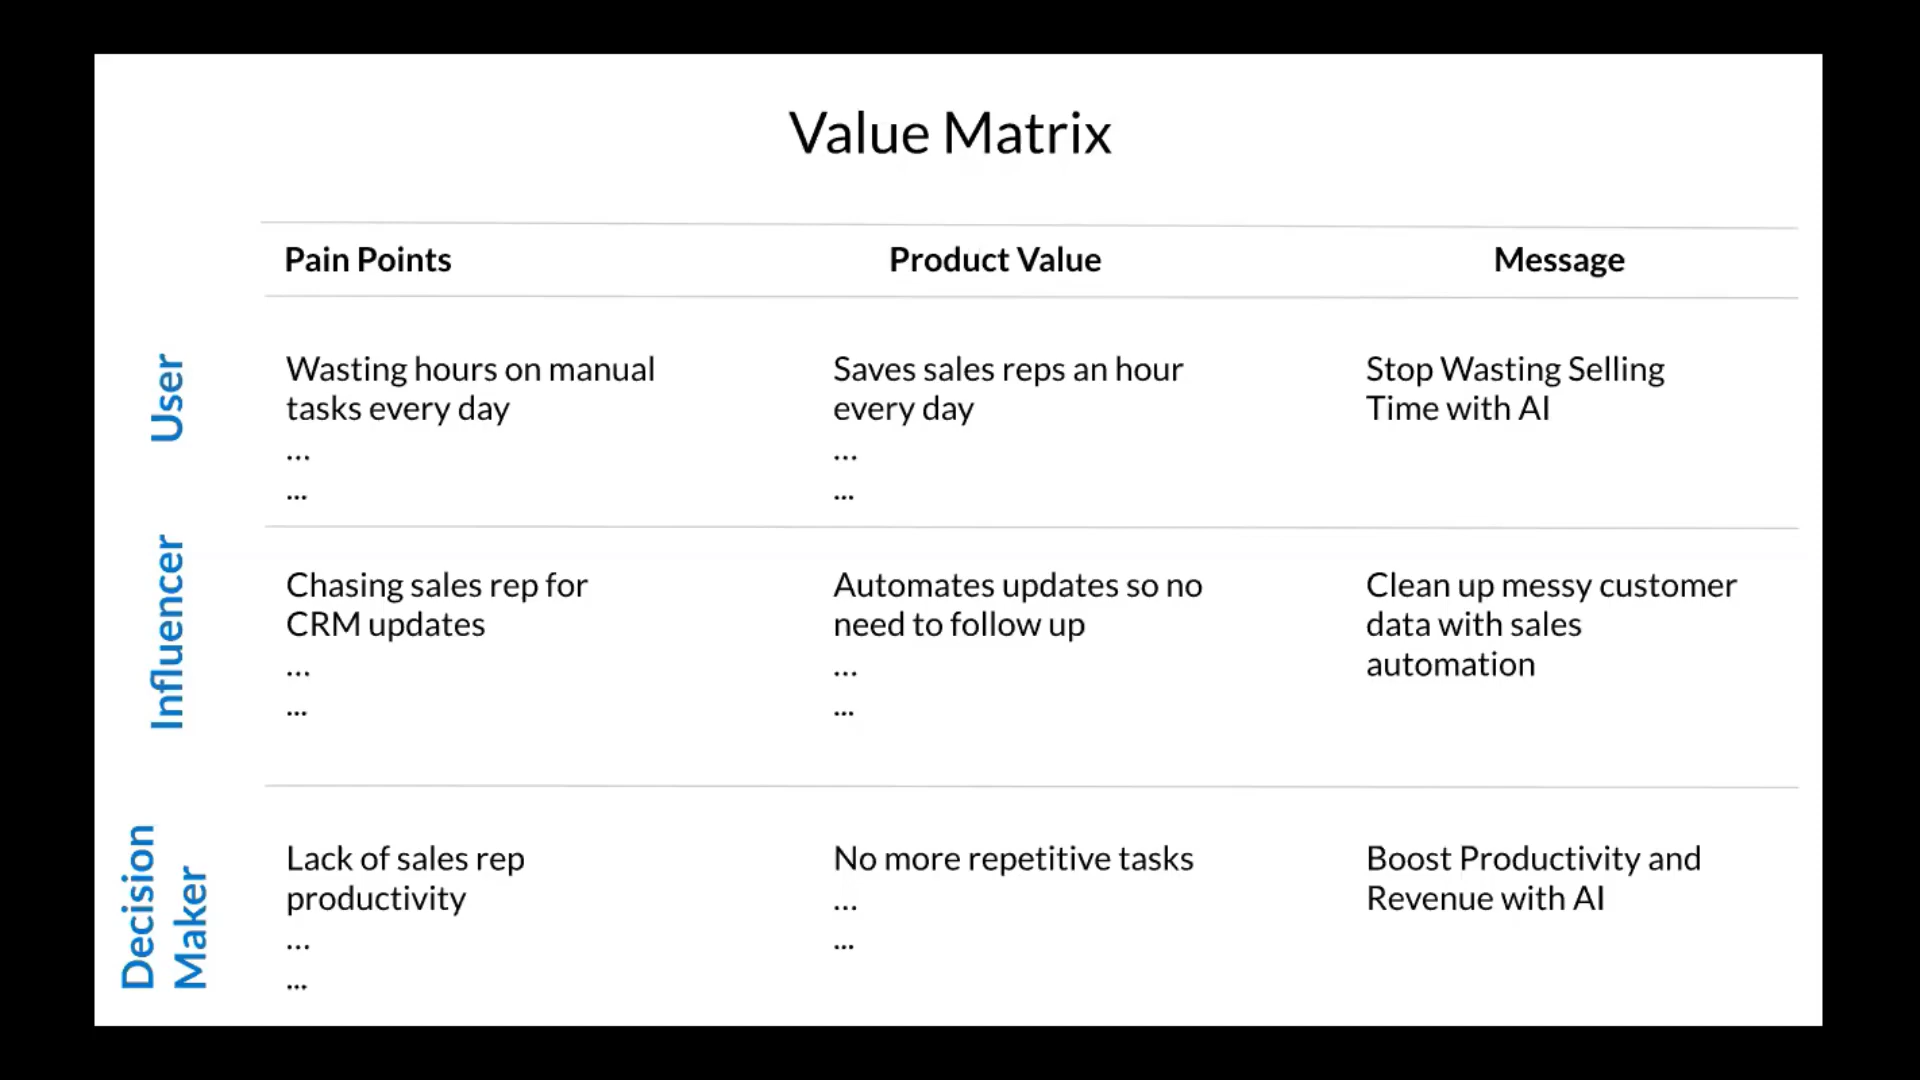 Value Matrix
Pain Points
Product Value
Message
User
Wasting hours on manual
tasks every day
...
...
Saves sales reps an hour
every day
...
...
Stop Wasting Selling
Time with AI
Influencer
Chasing sales rep for
CRM updates
...
...
Automates updates so no
need to follow up
...
...
Clean up messy customer
data with sales
automation
Decision
Maker
Lack of sales rep
productivity
...
...
No more repetitive tasks
...
...
Boost Productivity and
Revenue with AI